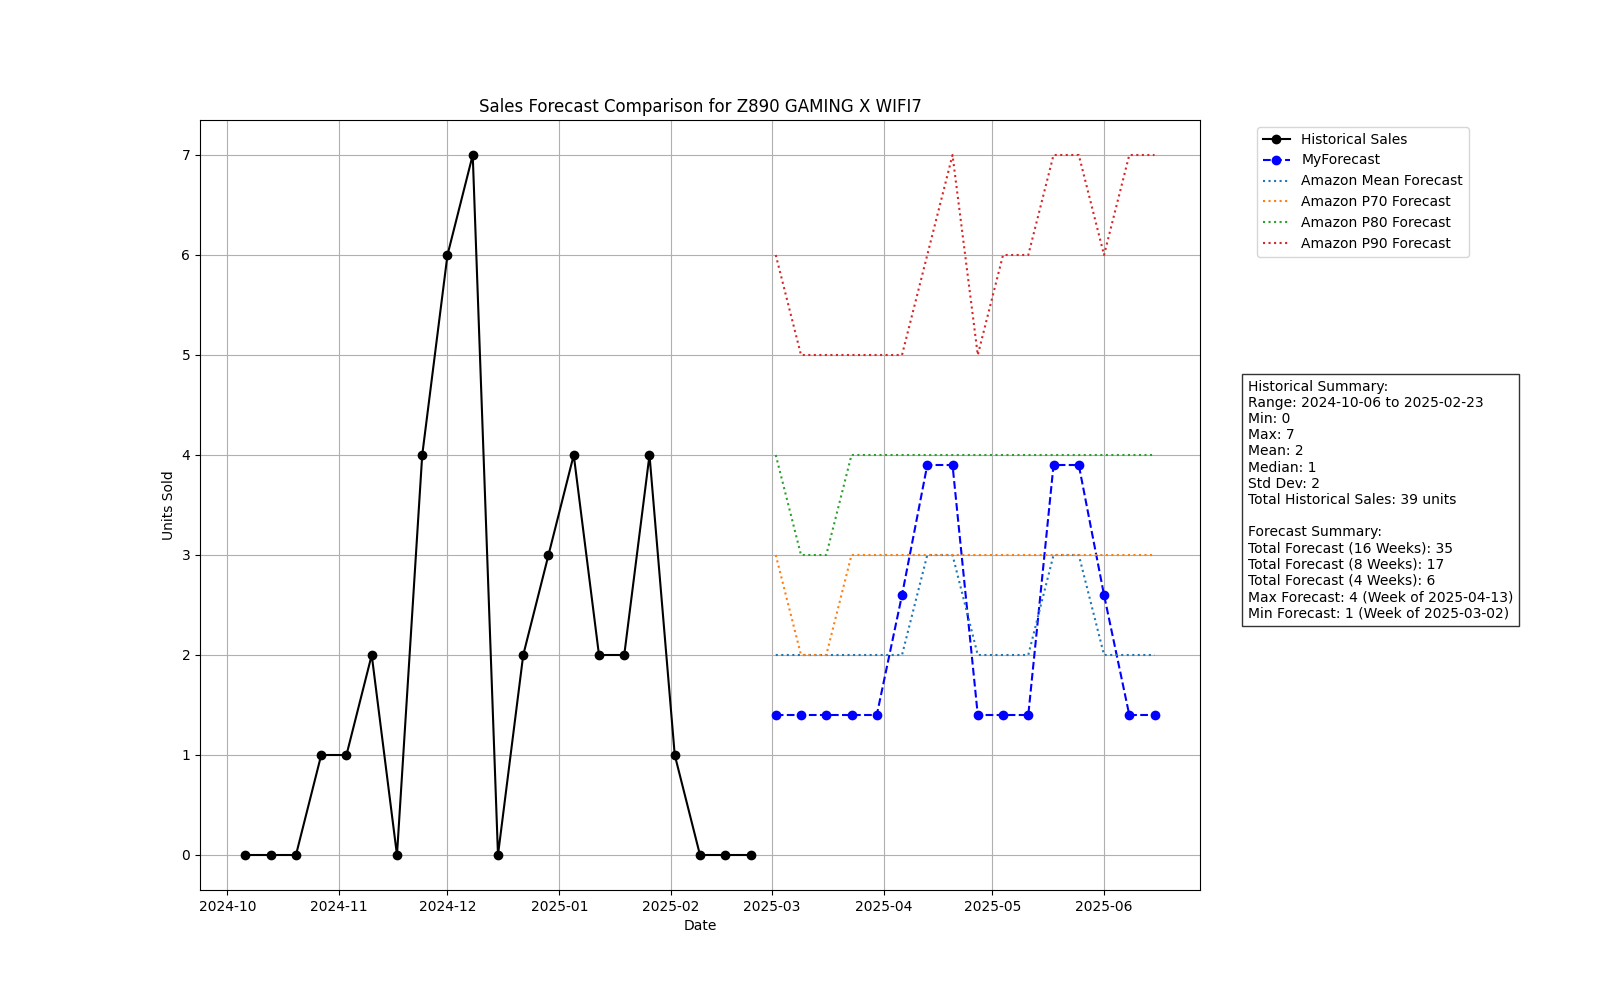 Sales Forecast Comparison for Z890 GAMING X WIFI7
Historical Sales
MyForecast
Amazon Mean Forecast
Amazon P70 Forecast
Amazon P80 Forecast
Amazon P90 Forecast
7
6
5
4
3
2
1
0
Units Sold
2024-10
2024-11
2024-12
2025-01
2025-02
2025-03
2025-04
2025-05
2025-06
Date
Historical Summary:
Range: 2024-10-06 to 2025-02-23
Min: 0
Max: 7
Mean: 2
Median: 1
Std Dev: 2
Total Historical Sales: 39 units
Forecast Summary:
Total Forecast (16 Weeks): 35
Total Forecast (8 Weeks): 17
Total Forecast (4 Weeks): 6
Max Forecast: 4 (Week of 2025-04-13)
Min Forecast: 1 (Week of 2025-03-02)